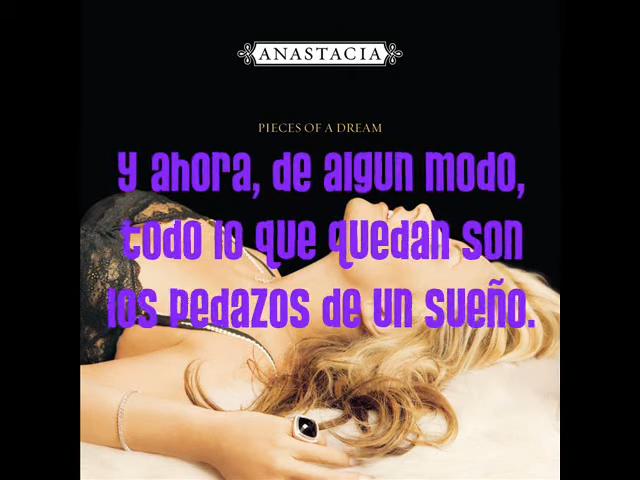 ANASTACIA
PIECES OF A DREAM
Y ahora, de algun modo,
todo lo que quedan son
los pedazos de un sueño.